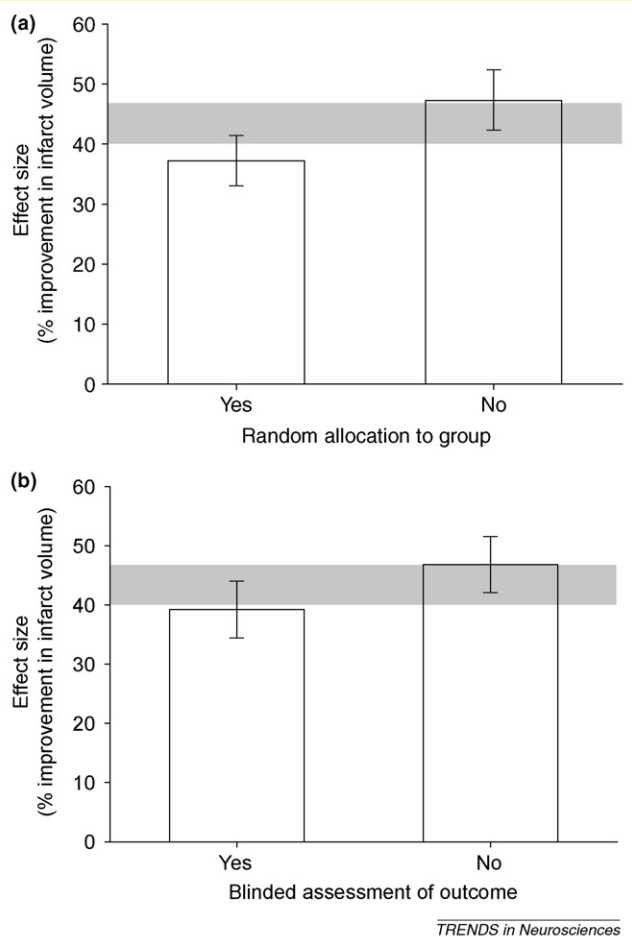 (a)
60
50
40
30
20
10
0
Effect size
(% improvement in infarct volume)
Yes No
Random allocation to group
(b)
60
50
40
30
20
10
0
Effect size
(% improvement in infarct volume)
Yes No
Blinded assessment of outcome
TRENDS in Neurosciences